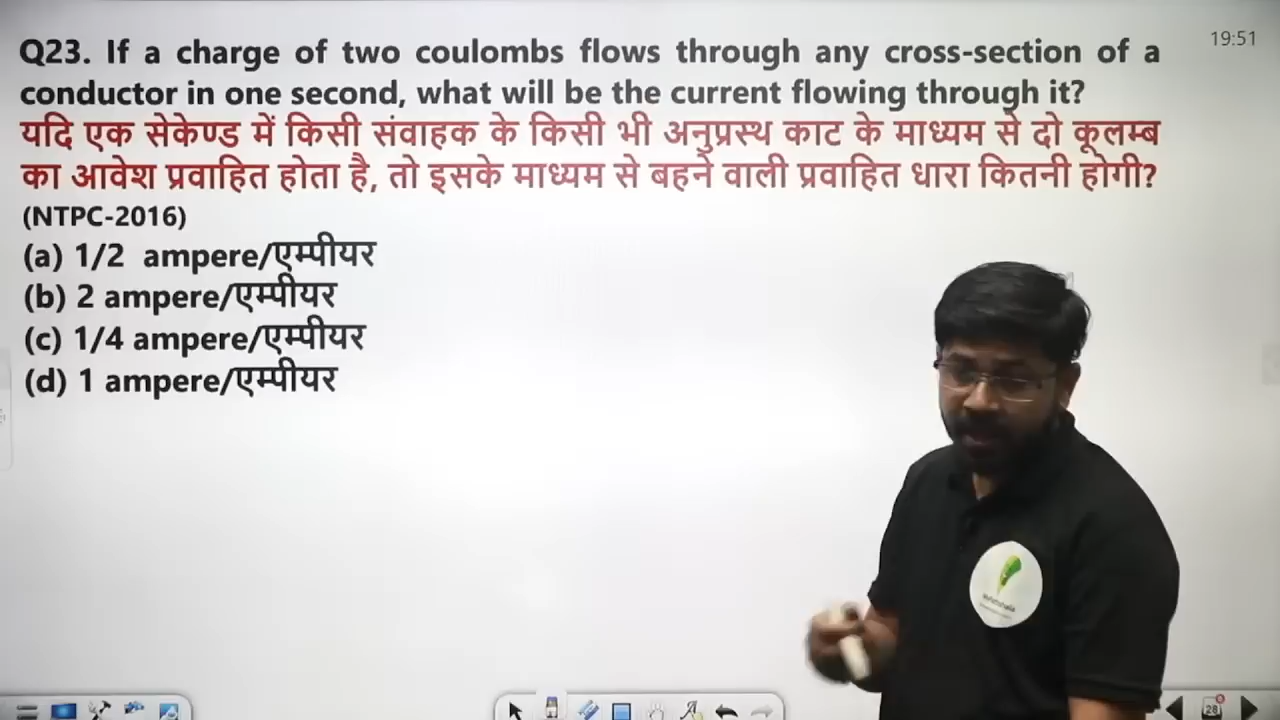 19:51
Q23. If a charge of two coulombs flows through any cross-section of a
conductor in one second, what will be the current flowing through it?
यदि एक सेकेण्ड में किसी संवाहक के किसी भी अनुप्रस्थ काट के माध्यम से दो कूलम्ब
का आवेश प्रवाहित होता है, तो इसके माध्यम से बहने वाली प्रवाहित धारा कितनी होगी?
(NTPC-2016)
(a) 1/2 ampere/एम्पीयर
(b) 2 ampere/एम्पीयर
(c) 1/4 ampere/एम्पीयर
(d) 1 ampere/एम्पीयर
28